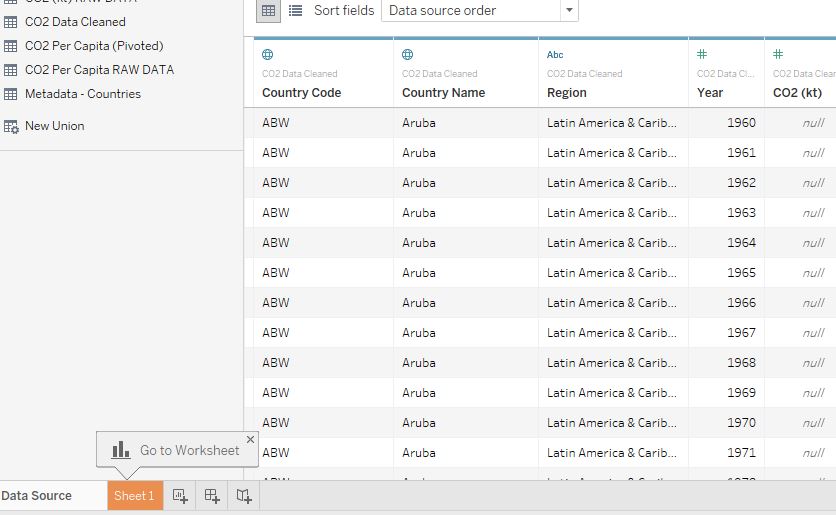 CO2 (kt) RAW DATA
CO2 Data Cleaned
CO2 Per Capita (Pivoted)
CO2 Per Capita RAW DATA
Metadata - Countries
New Union
Sort fields Data source order
Abc
CO2 Data Cleaned CO2 Data Cleaned CO2 Data Cleaned CO2 Data Cl... CO2 Data Clear
Country Code Country Name Region Year CO2 (kt)
ABW Aruba Latin America & Carib... 1960 null
ABW Aruba Latin America & Carib... 1961 null
ABW Aruba Latin America & Carib... 1962 null
ABW Aruba Latin America & Carib... 1963 null
ABW Aruba Latin America & Carib... 1964 null
ABW Aruba Latin America & Carib... 1965 null
ABW Aruba Latin America & Carib... 1966 null
ABW Aruba Latin America & Carib... 1967 null
ABW Aruba Latin America & Carib... 1968 null
ABW Aruba Latin America & Carib... 1969 null
ABW Aruba Latin America & Carib... 1970 null
ABW Aruba Latin America & Carib... 1971 null
Go to Worksheet
Data Source Sheet 1